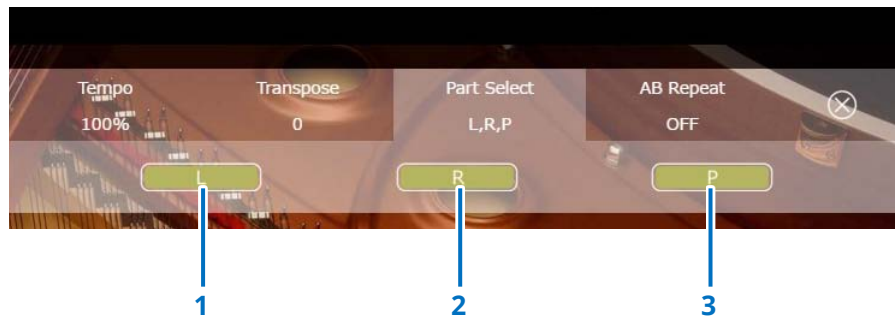 Tempo Transpose Part Select AB Repeat
100% 0 L,R,P OFF
L R P
1 2 3